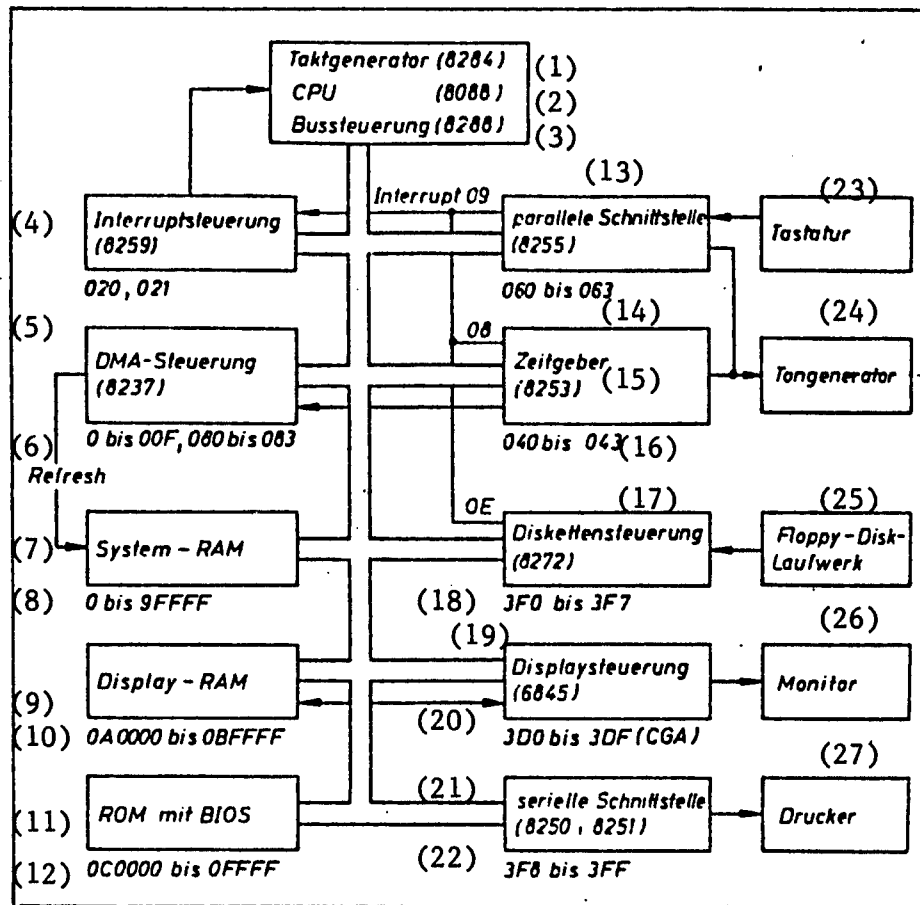 Taktgenerator (8284) (1)
CPU (8088) (2)
Bussteuerung (8288) (3)
(4) Interruptsteuerung
(8259)
020, 021
Interrupt 09
(13)
parallele Schnittstelle
(8255)
060 bis 063
(23)
Tastatur
(5) DMA-Steuerung
(8237)
0 bis 00F, 080 bis 083
08
(14)
Zeitgeber
(8253) (15)
040 bis 043 (16)
(24)
Tongenerator
(6)
Refresh
(7) System-RAM
(8) 0 bis 9FFFF
0E
(17)
Diskettensteuerung
(8272)
(18) 3F0 bis 3F7
(25)
Floppy-Disk-
Laufwerk
(9) Display-RAM
(10) 0A0000 bis 0BFFFF
(19)
Displaysteuerung
(6845)
(20) 3D0 bis 3DF (CGA)
(26)
Monitor
(11) ROM mit BIOS
(12) 0C0000 bis 0FFFF
(21) serielle Schnittstelle
(8250, 8251)
(22) 3F8 bis 3FF
(27)
Drucker